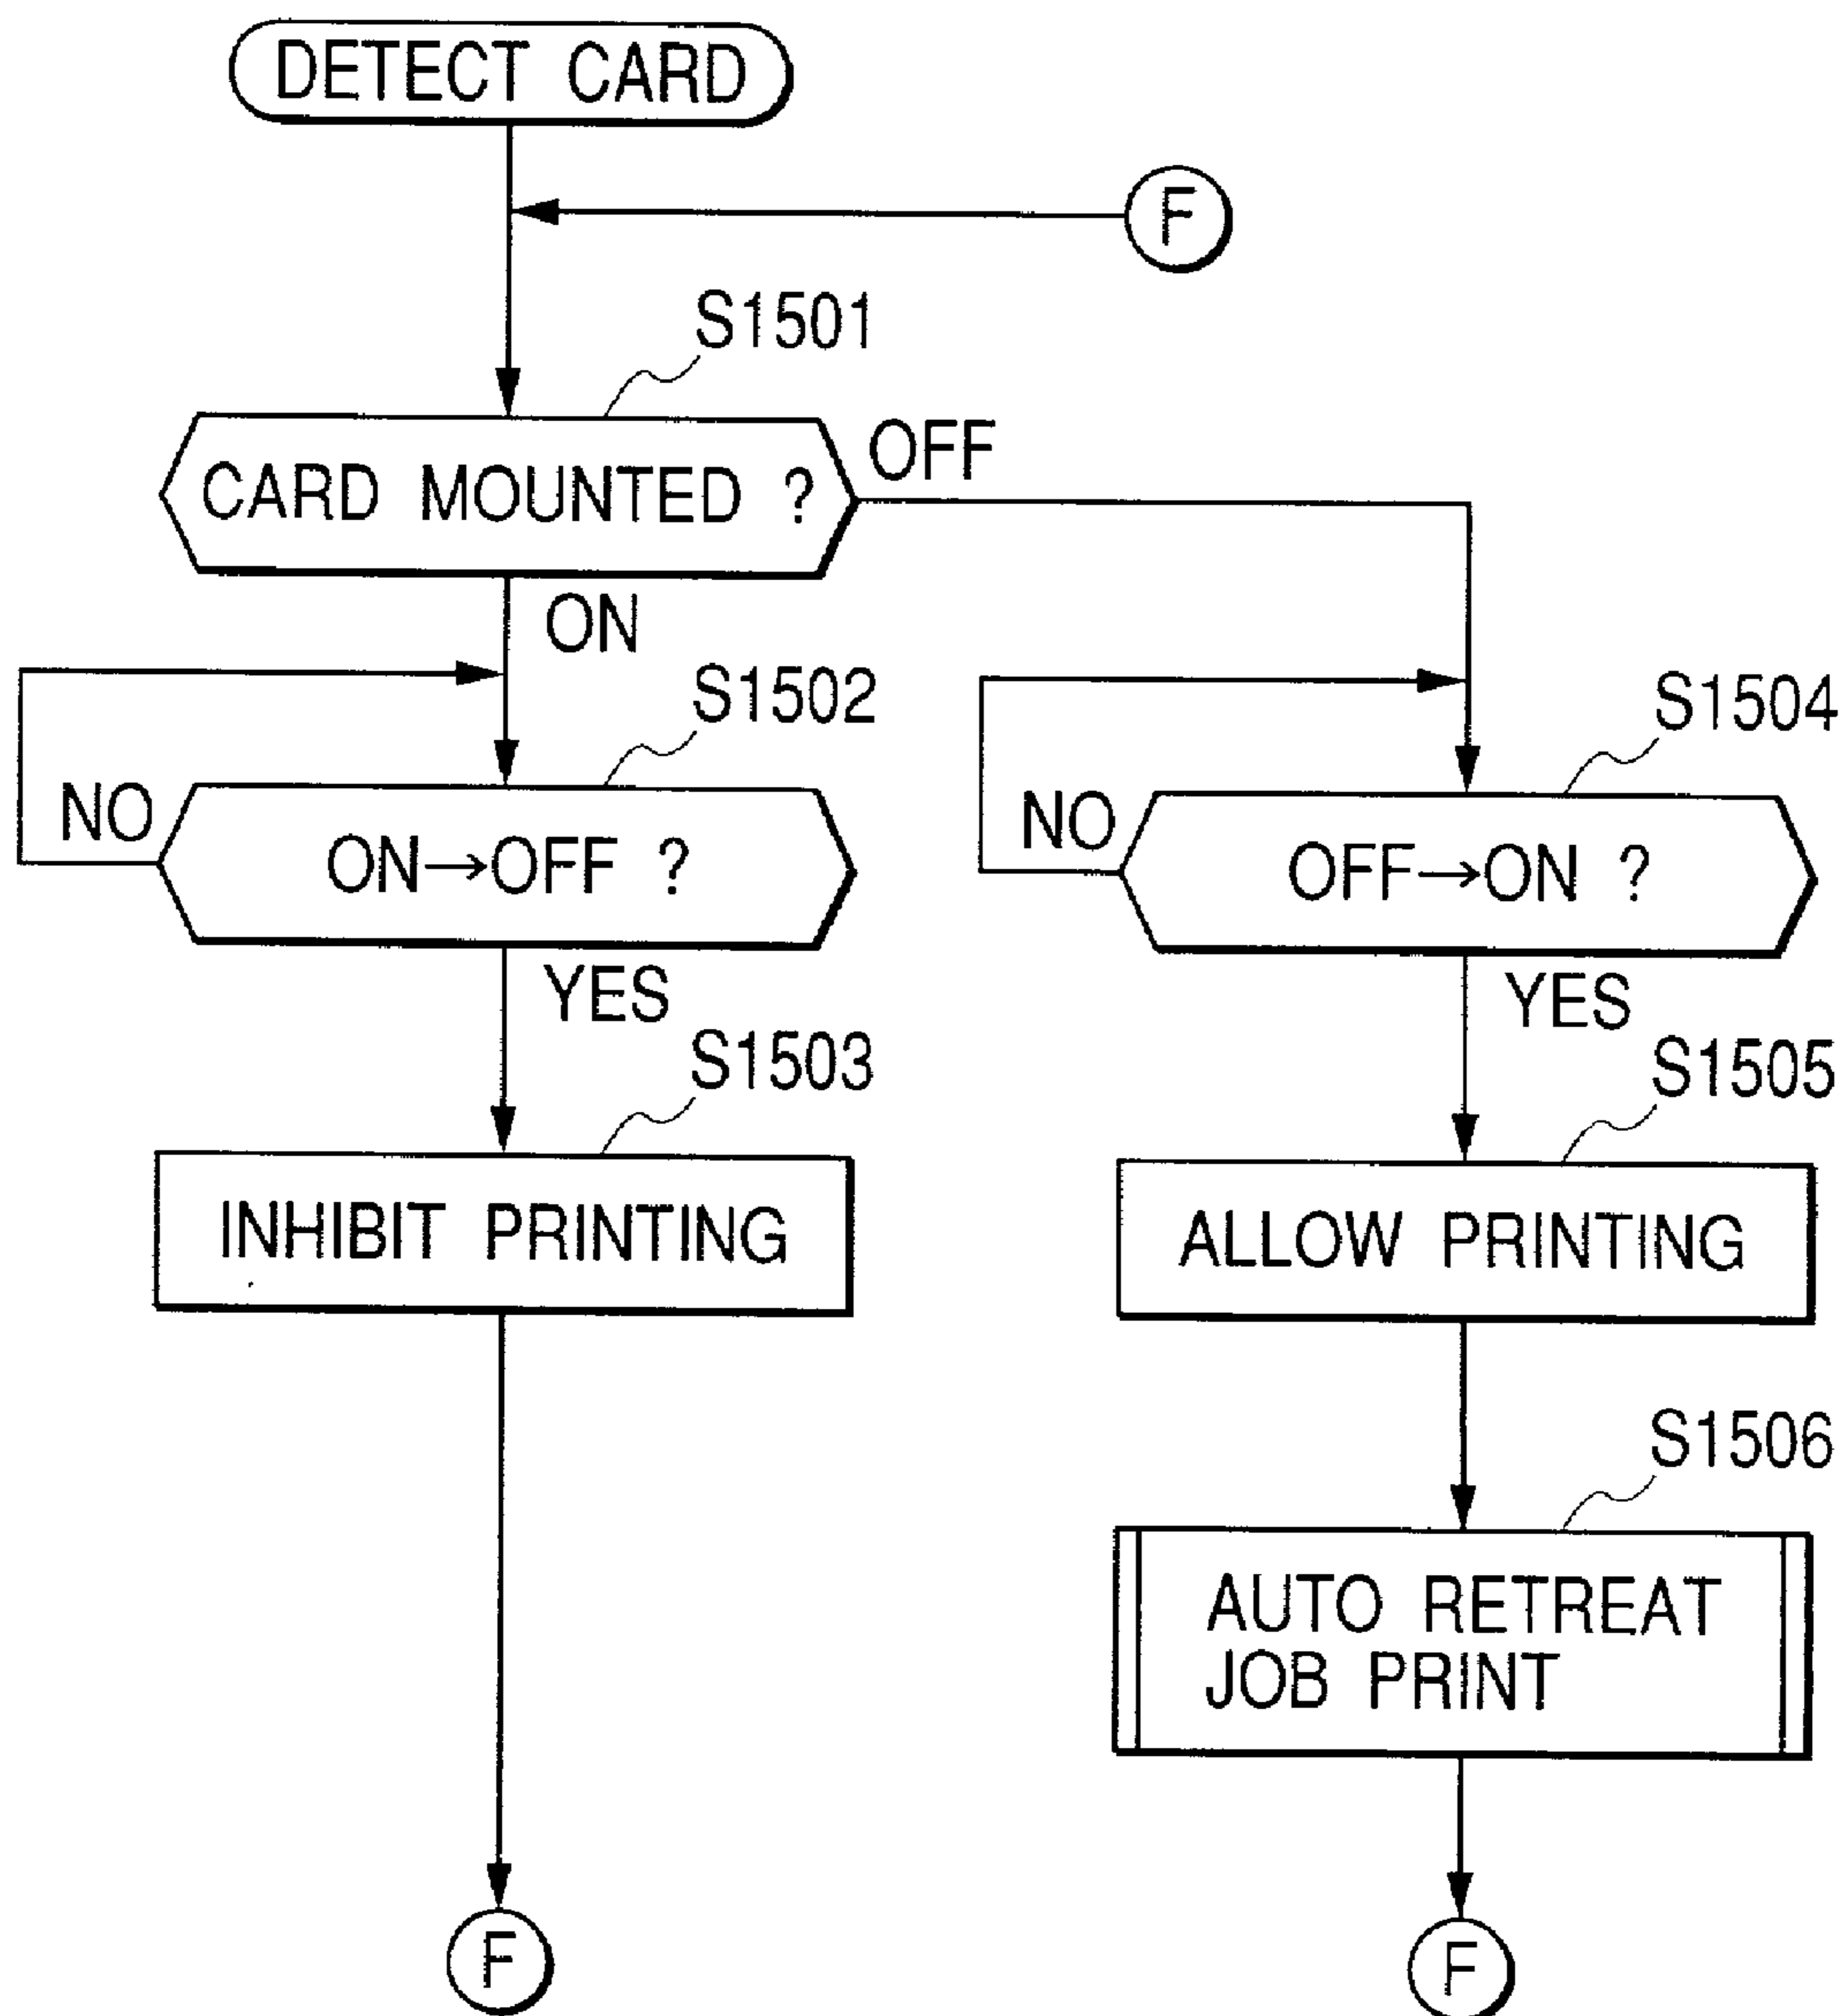 DETECT CARD
F
S1501
CARD MOUNTED ?
OFF
ON
S1502
S1504
NO
ON→OFF ?
NO
OFF→ON ?
YES
YES
S1503
S1505
INHIBIT PRINTING
ALLOW PRINTING
S1506
AUTO RETREAT
JOB PRINT
F
F